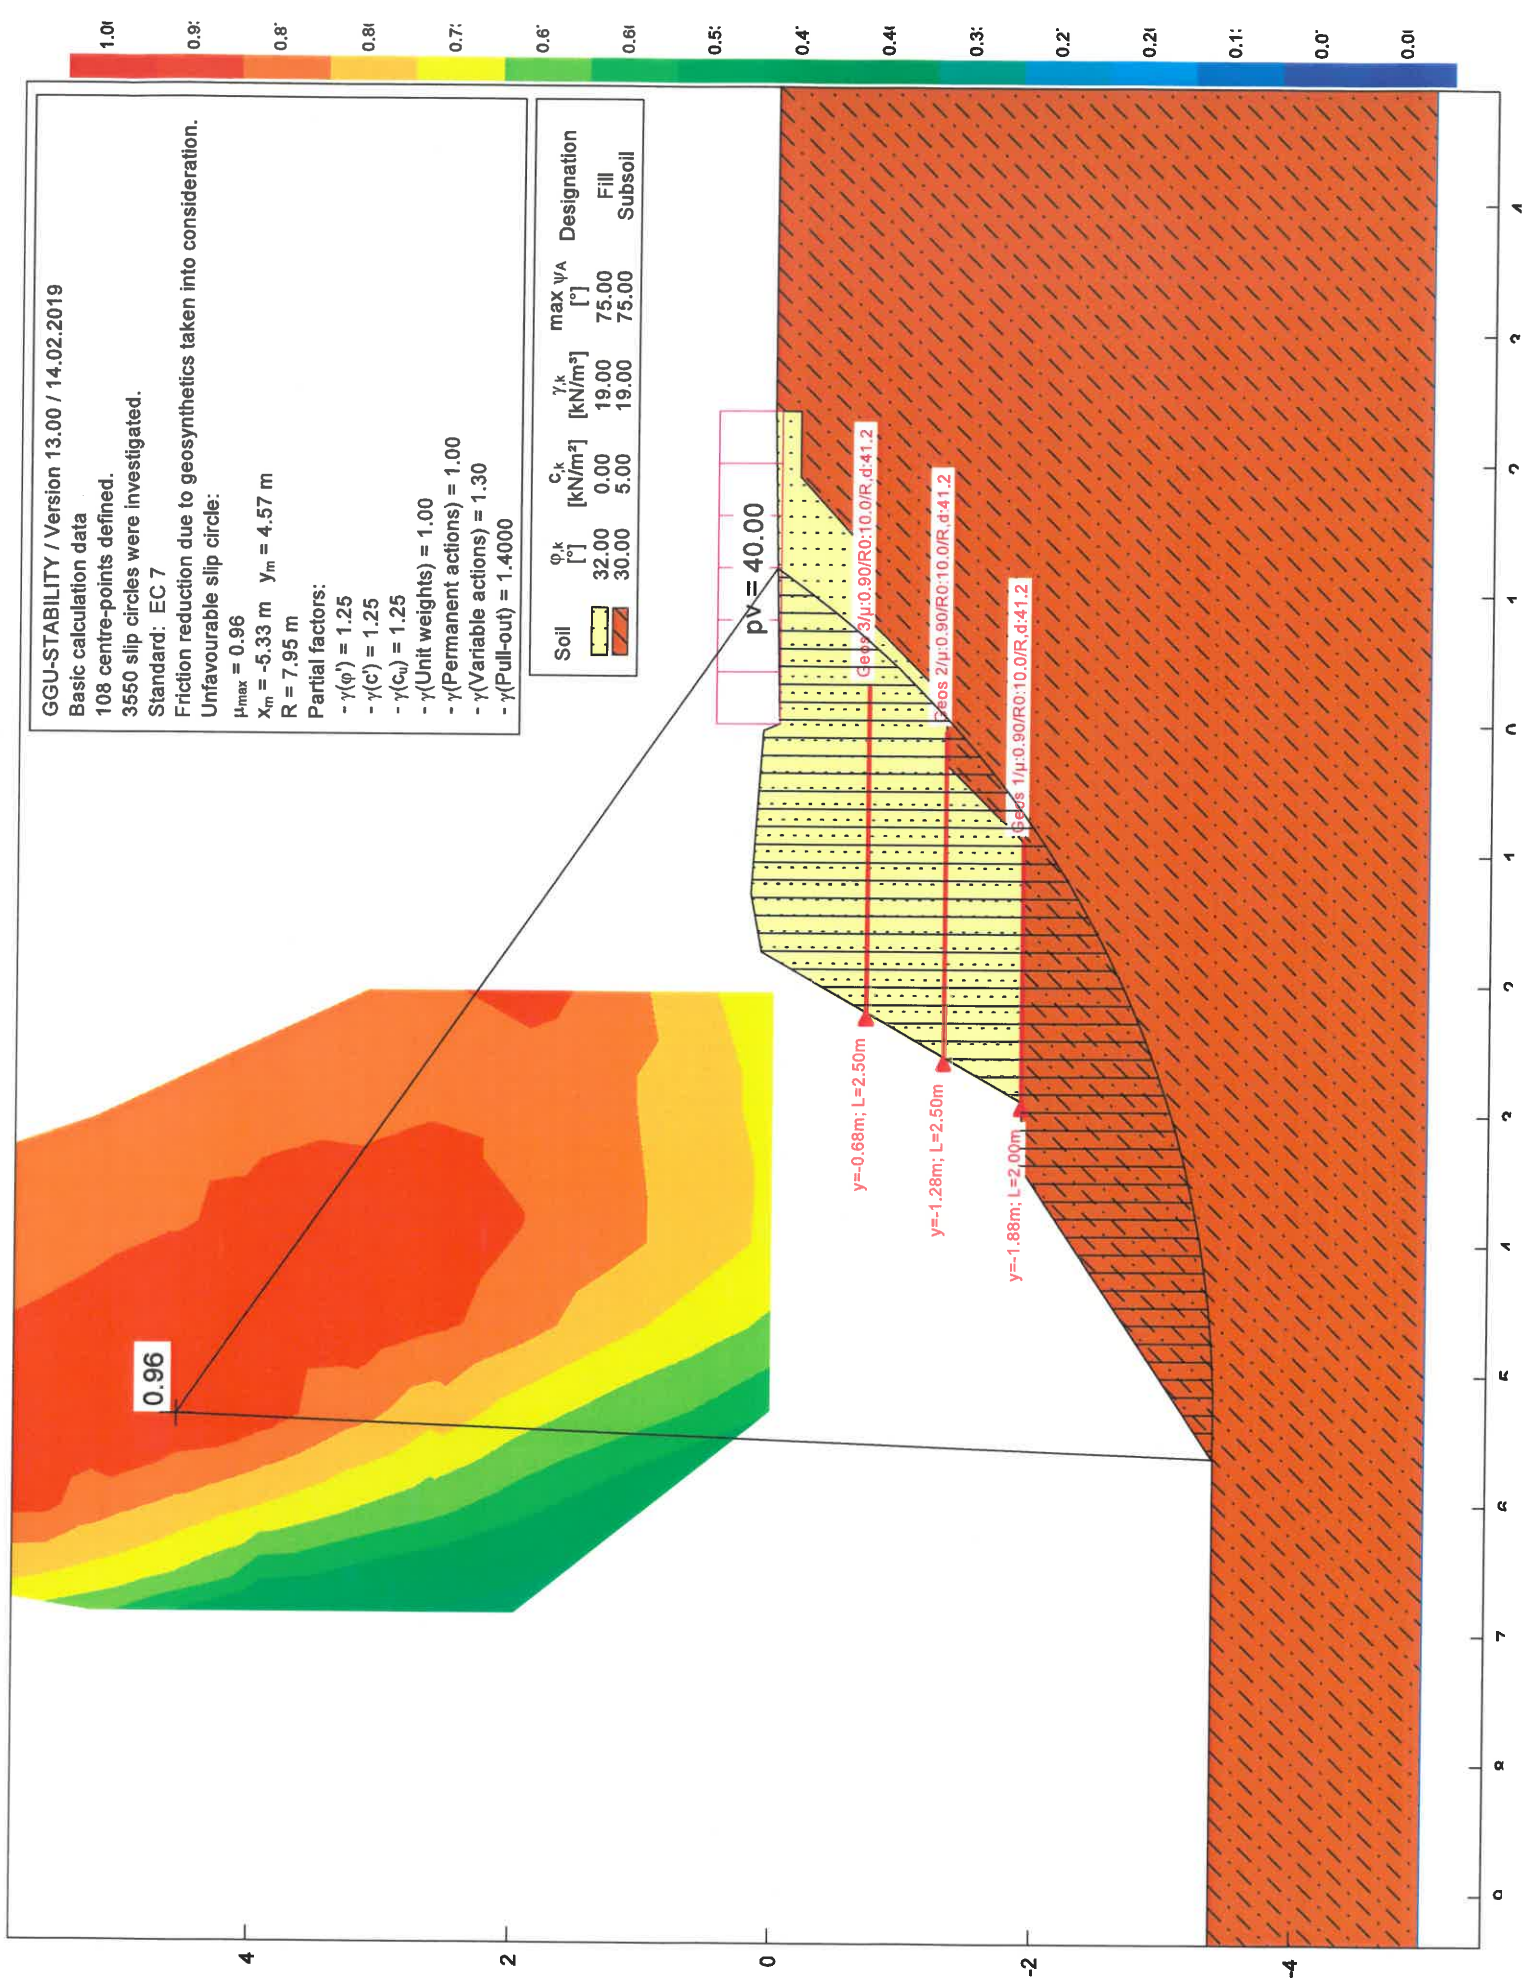 GGU-STABILITY / Version 13.00 / 14.02.2019
Basic calculation data
108 centre-points defined.
3550 slip circles were investigated.
Standard: EC 7
Friction reduction due to geosynthetics taken into consideration.
Unfavourable slip circle:
μmax = 0.96
xm = -5.33 m ym = 4.57 m
R = 7.95 m
Partial factors:
- γ(φ') = 1.25
- γ(c') = 1.25
- γ(cu) = 1.25
- γ(Unit weights) = 1.00
- γ(Permanent actions) = 1.00
- γ(Variable actions) = 1.30
- γ(Pull-out) = 1.4000
Soil φ,k [°] c,k [kN/m²] γ,k [kN/m³] max ψA [°] Designation
32.00 0.00 19.00 75.00 Fill
30.00 5.00 19.00 75.00 Subsoil
0.96
pv = 40.00
Geos 3/μ:0.90/R0:10.0/R,d:41.2
Geos 2/μ:0.90/R0:10.0/R,d:41.2
Geos 1/μ:0.90/R0:10.0/R,d:41.2
y=-0.68m; L=2.50m
y=-1.28m; L=2.50m
y=-1.88m; L=2.00m
4
2
0
-2
-4